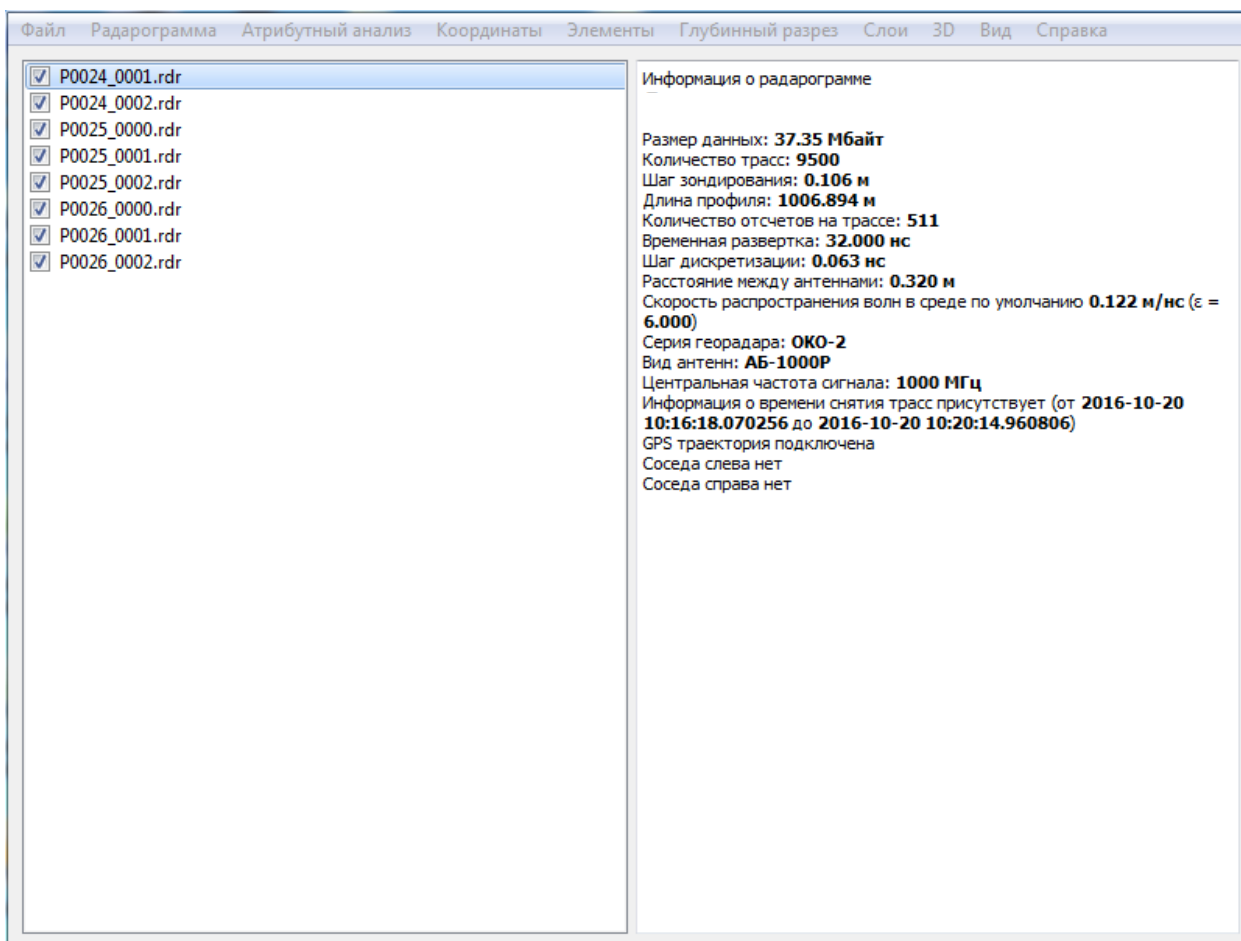 Файл Радарограмма Атрибутный анализ Координаты Элементы Глубинный разрез Слои 3D Вид Справка
P0024_0001.rdr
P0024_0002.rdr
P0025_0000.rdr
P0025_0001.rdr
P0025_0002.rdr
P0026_0000.rdr
P0026_0001.rdr
P0026_0002.rdr
Информация о радарограмме
Размер данных: 37.35 Мбайт
Количество трасс: 9500
Шаг зондирования: 0.106 м
Длина профиля: 1006.894 м
Количество отсчетов на трассе: 511
Временная развертка: 32.000 нс
Шаг дискретизации: 0.063 нс
Расстояние между антеннами: 0.320 м
Скорость распространения волн в среде по умолчанию 0.122 м/нс (ε =
6.000)
Серия георадара: ОКО-2
Вид антенн: АБ-1000Р
Центральная частота сигнала: 1000 МГц
Информация о времени снятия трасс присутствует (от 2016-10-20
10:16:18.070256 до 2016-10-20 10:20:14.960806)
GPS траектория подключена
Соседа слева нет
Соседа справа нет